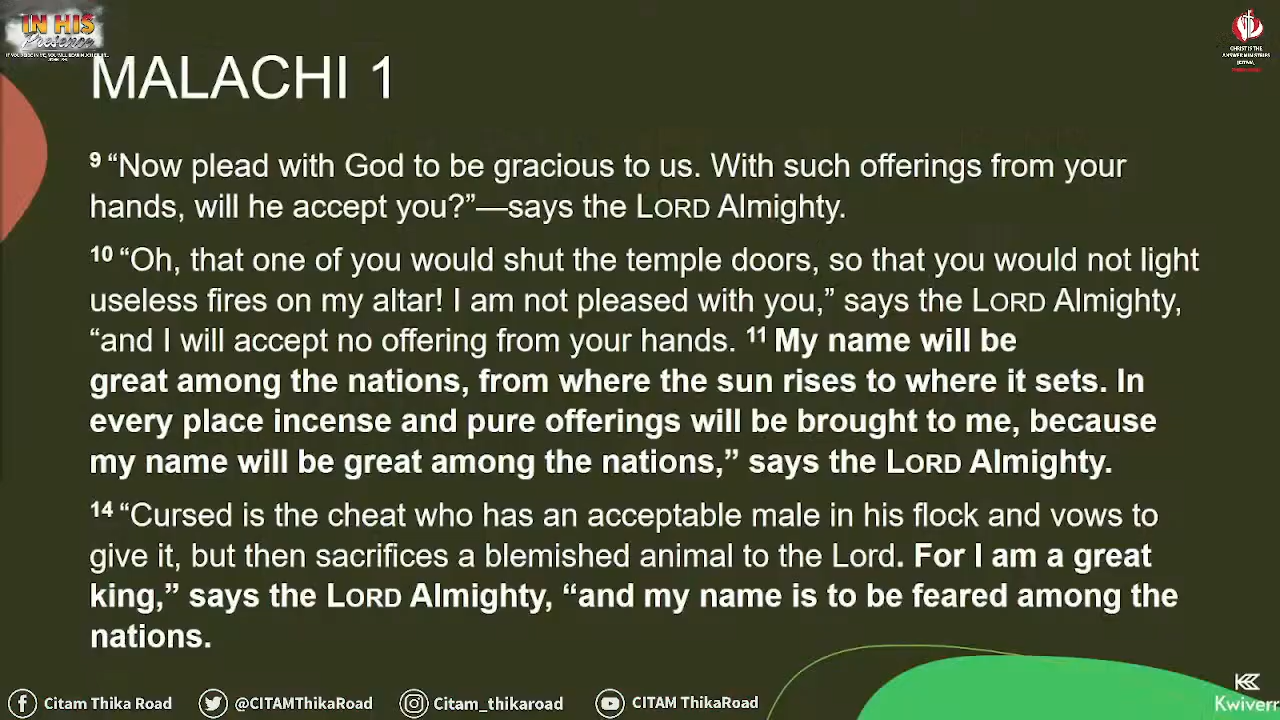 IN HIS
Presence
CHRIST IS THE
ANSWER MINISTRIES
MALACHI 1
9 “Now plead with God to be gracious to us. With such offerings from your
hands, will he accept you?”—says the LORD Almighty.
10 “Oh, that one of you would shut the temple doors, so that you would not light
useless fires on my altar! I am not pleased with you,” says the LORD Almighty,
“and I will accept no offering from your hands. 11 My name will be
great among the nations, from where the sun rises to where it sets. In
every place incense and pure offerings will be brought to me, because
my name will be great among the nations,” says the LORD Almighty.
14 “Cursed is the cheat who has an acceptable male in his flock and vows to
give it, but then sacrifices a blemished animal to the Lord. For I am a great
king,” says the LORD Almighty, “and my name is to be feared among the
nations.
Citam Thika Road @CITAMThikaRoad Citam_thikaroad CITAM ThikaRoad